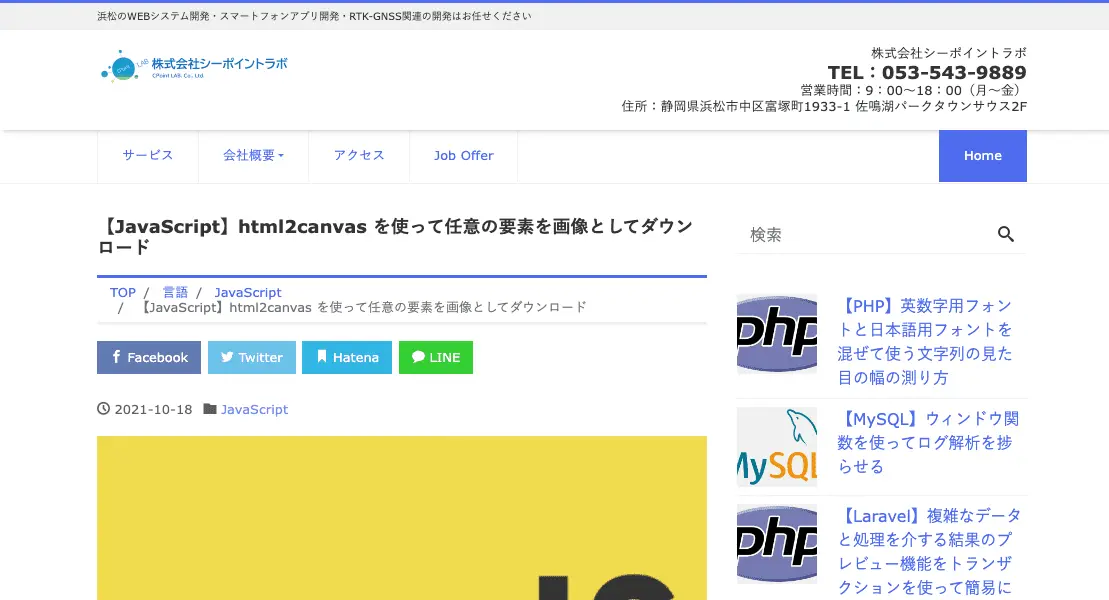 浜松のWEBシステム開発・スマートフォンアプリ開発・RTK-GNSS関連の開発はお任せください
株式会社シーポイントラボ
CPoint LAB. Co., Ltd.
株式会社シーポイントラボ
TEL：053-543-9889
営業時間：9：00～18：00（月～金）
住所：静岡県浜松市中区富塚町1933-1 佐鳴湖パークタウンサウス2F
サービス 会社概要 アクセス Job Offer Home
【JavaScript】html2canvas を使って任意の要素を画像としてダウン
ロード
TOP / 言語 / JavaScript
/ 【JavaScript】html2canvas を使って任意の要素を画像としてダウンロード
Facebook Twitter Hatena LINE
2021-10-18 JavaScript
JS
検索
php
【PHP】英数字用フォン
トと日本語用フォントを
混ぜて使う文字列の見た
目の幅の測り方
MySQL
【MySQL】ウィンドウ関
数を使ってログ解析を捗
らせる
php
【Laravel】複雑なデータ
と処理を介する結果のプ
レビュー機能をトランザ
クションを使って簡易に